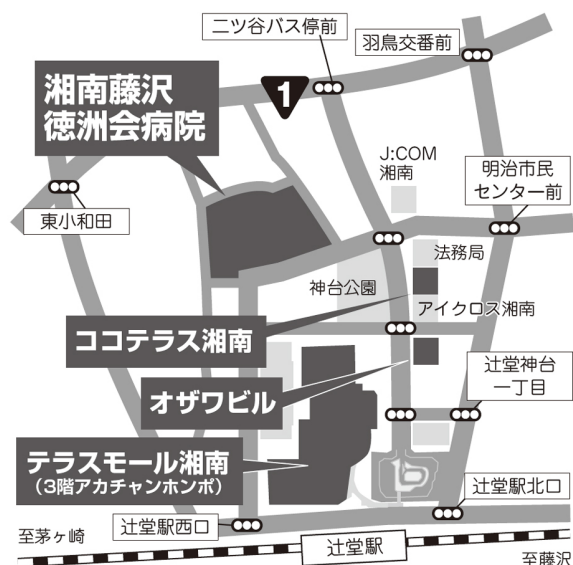 二ツ谷バス停前
羽鳥交番前
1
湘南藤沢
徳洲会病院
J:COM
湘南
明治市民
センター前
東小和田
法務局
神台公園
アイクロス湘南
ココテラス湘南
オザワビル
辻堂神台
一丁目
テラスモール湘南
（3階アカチャンホンポ）
辻堂駅北口
辻堂駅西口
至茅ヶ崎
辻堂駅
至藤沢